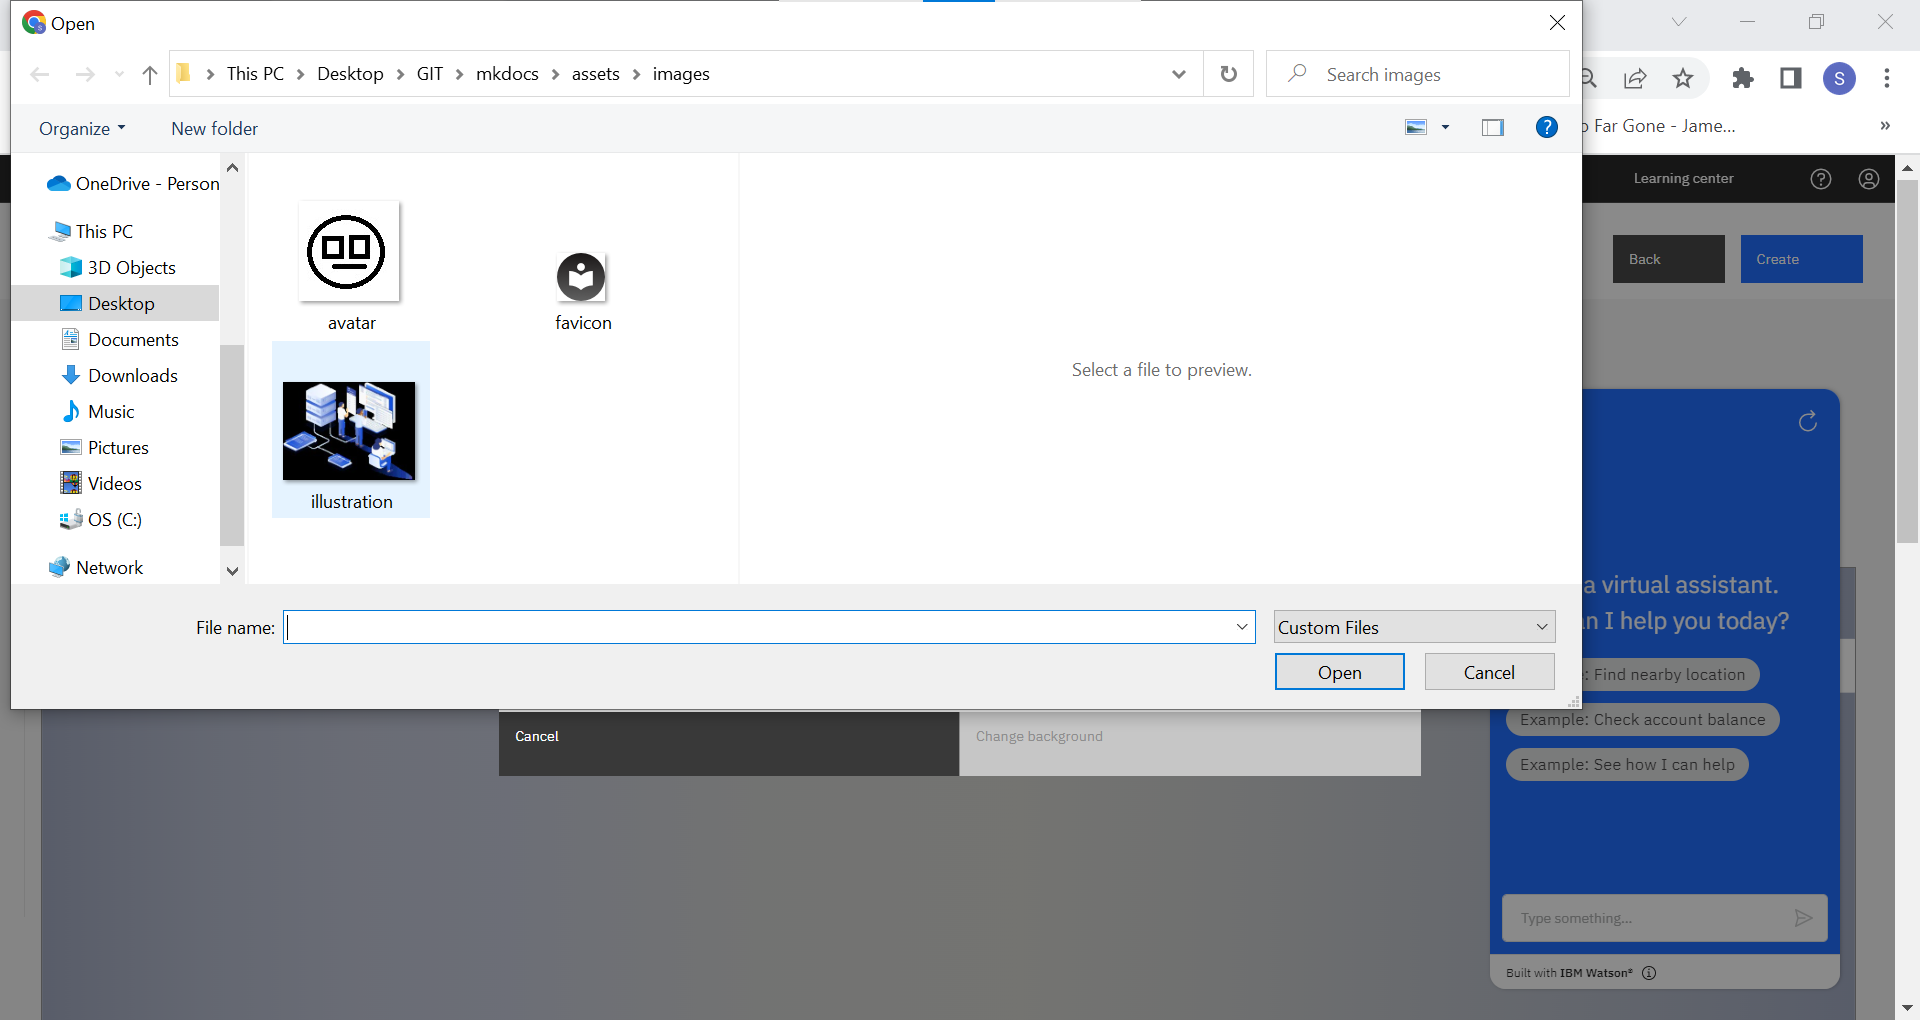 Open
This PC
Desktop
GIT
mkdocs
assets
images
Search images
S
Organize
New folder
?
Far Gone - Jame...
»
OneDrive - Person
This PC
3D Objects
Desktop
Documents
Downloads
Music
Pictures
Videos
OS (C:)
Network
avatar
favicon
illustration
Select a file to preview.
File name:
Custom Files
Open
Cancel
Learning center
Back
Create
a virtual assistant.
I help you today?
: Find nearby location
Example: Check account balance
Example: See how I can help
Cancel
Change background
Type something...
Built with IBM Watson®